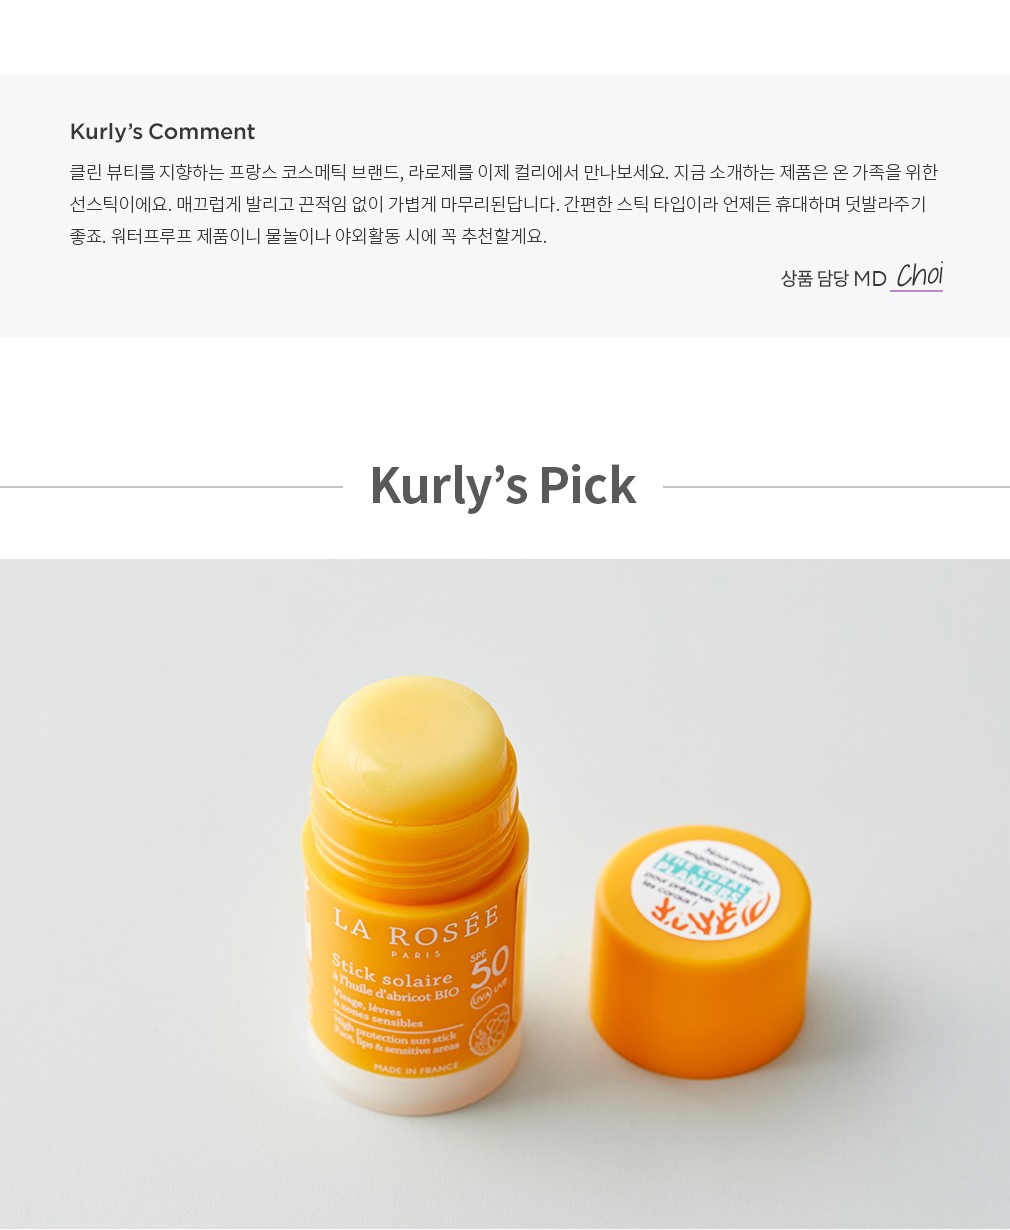 Kurly’s Comment
클린 뷰티를 지향하는 프랑스 코스메틱 브랜드, 라로제를 이제 컬리에서 만나보세요. 지금 소개하는 제품은 온 가족을 위한
선스틱이에요. 매끄럽게 발리고 끈적임 없이 가볍게 마무리된답니다. 간편한 스틱 타입이라 언제든 휴대하며 덧발라주기
좋죠. 워터프루프 제품이니 물놀이나 야외활동 시에 꼭 추천할게요.
상품 담당 MD Choi
Kurly’s Pick
LA ROSÉE
PARIS
Stick solaire
à l'huile d'abricot BIO
Visage, lèvres
& zones sensibles
High protection sun stick
Face, lips & sensitive areas
MADE IN FRANCE
SPF
50
UVA UVB
Nous nous
engageons avec
THE CORAL
PLANTERS
pour préserver
les coraux !